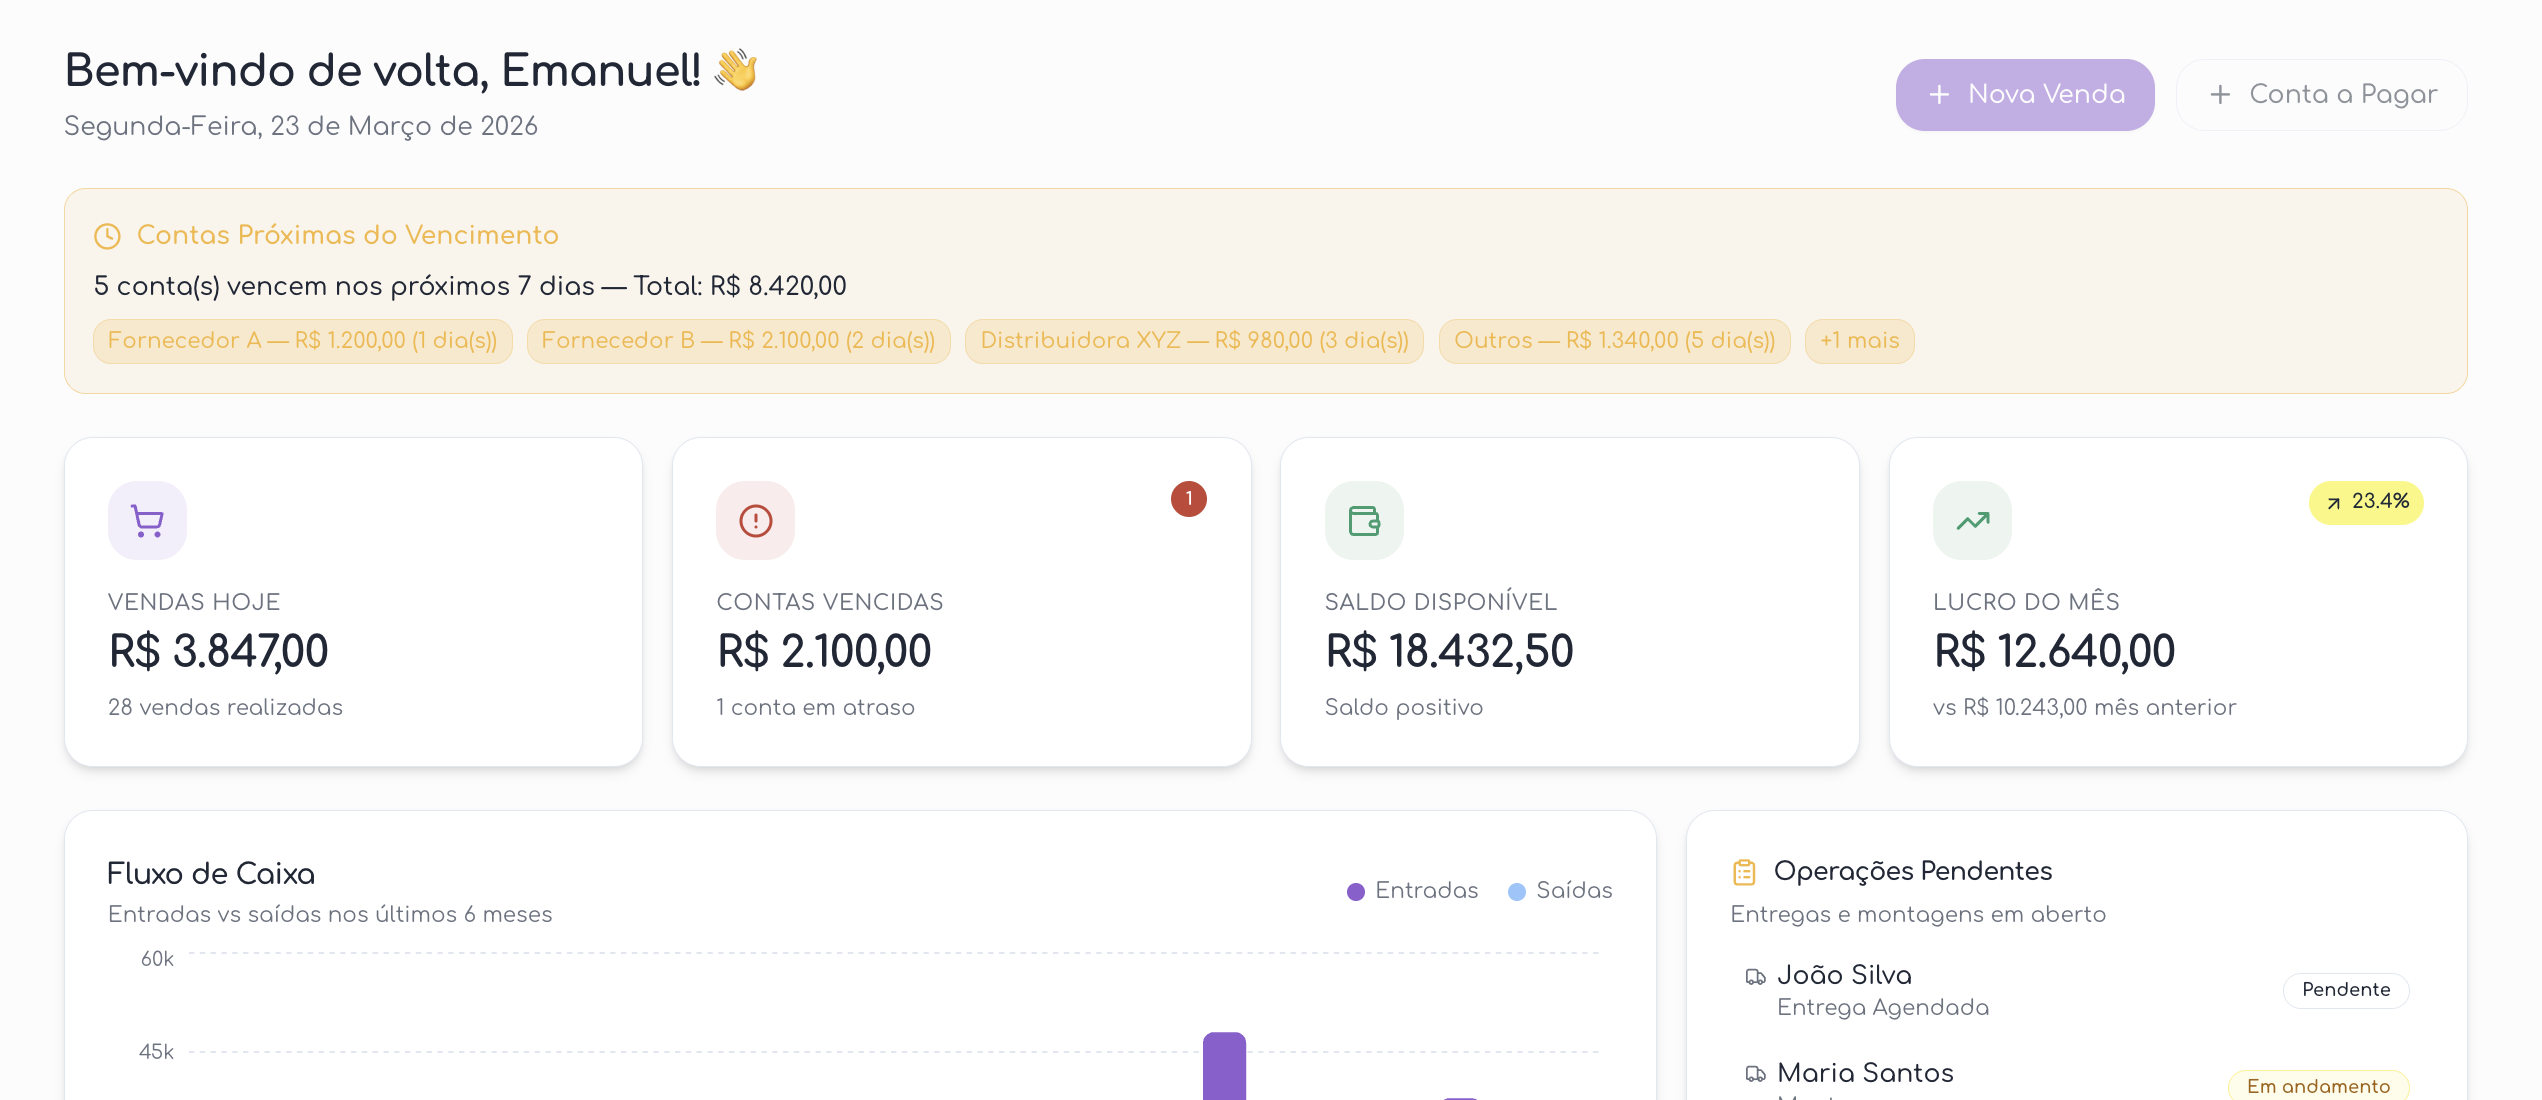 Bem-vindo de volta, Emanuel! 👋
Segunda-Feira, 23 de Março de 2026
+ Nova Venda
+ Conta a Pagar
Contas Próximas do Vencimento
5 conta(s) vencem nos próximos 7 dias — Total: R$ 8.420,00
Fornecedor A — R$ 1.200,00 (1 dia(s))
Fornecedor B — R$ 2.100,00 (2 dia(s))
Distribuidora XYZ — R$ 980,00 (3 dia(s))
Outros — R$ 1.340,00 (5 dia(s))
+1 mais
VENDAS HOJE
R$ 3.847,00
28 vendas realizadas
1
CONTAS VENCIDAS
R$ 2.100,00
1 conta em atraso
SALDO DISPONÍVEL
R$ 18.432,50
Saldo positivo
23.4%
LUCRO DO MÊS
R$ 12.640,00
vs R$ 10.243,00 mês anterior
Fluxo de Caixa
Entradas vs saídas nos últimos 6 meses
Entradas
Saídas
60k
45k
Operações Pendentes
Entregas e montagens em aberto
João Silva
Entrega Agendada
Pendente
Maria Santos
Em andamento